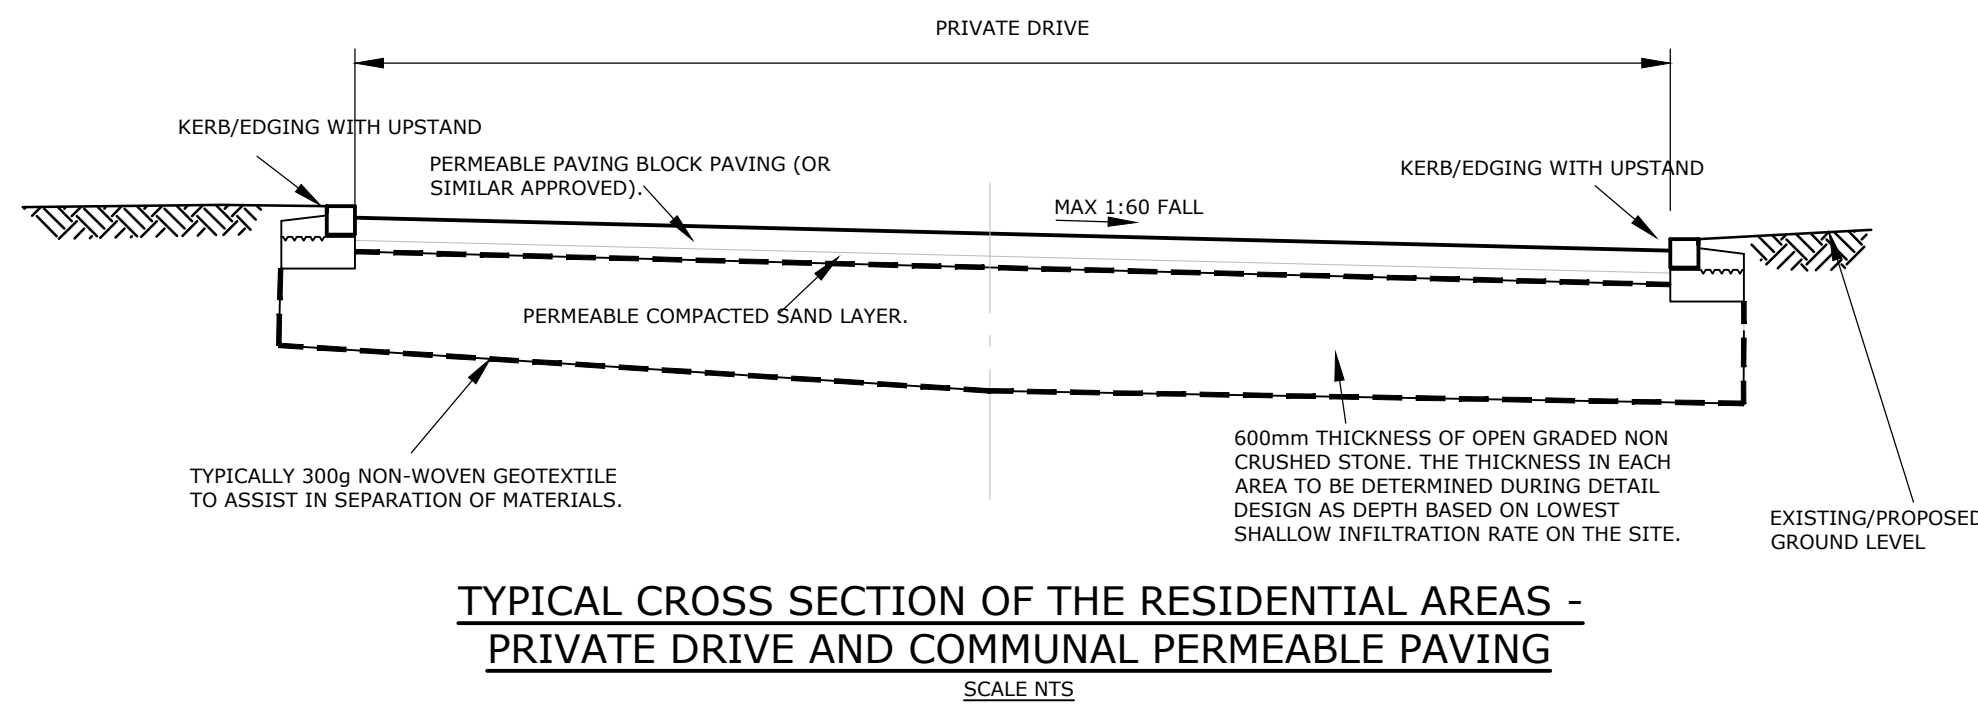 PRIVATE DRIVE
KERB/EDGING WITH UPSTAND
PERMEABLE PAVING BLOCK PAVING (OR
SIMILAR APPROVED).
KERB/EDGING WITH UPSTAND
MAX 1:60 FALL
PERMEABLE COMPACTED SAND LAYER.
TYPICALLY 300g NON-WOVEN GEOTEXTILE
TO ASSIST IN SEPARATION OF MATERIALS.
600mm THICKNESS OF OPEN GRADED NON
CRUSHED STONE. THE THICKNESS IN EACH
AREA TO BE DETERMINED DURING DETAIL
DESIGN AS DEPTH BASED ON LOWEST
SHALLOW INFILTRATION RATE ON THE SITE.
EXISTING/PROPOSED
GROUND LEVEL
TYPICAL CROSS SECTION OF THE RESIDENTIAL AREAS -
PRIVATE DRIVE AND COMMUNAL PERMEABLE PAVING
SCALE NTS